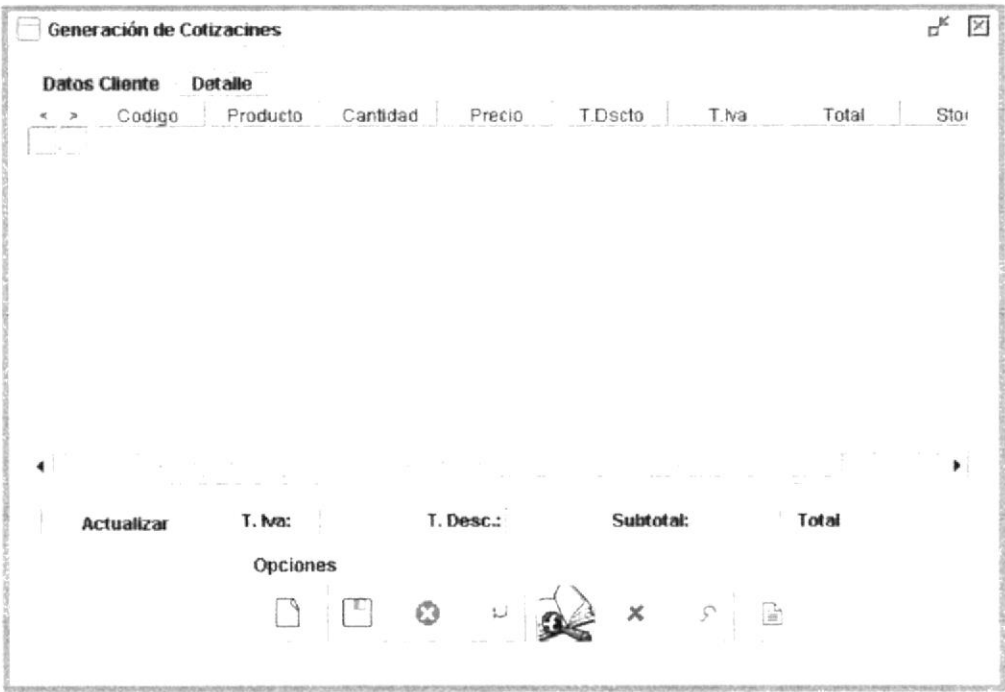 Generación de Cotizacines
Datos Cliente Detalle
< > Codigo Producto Cantidad Precio T.Dscto T.Iva Total
Actualizar T. Iva: T. Desc.: Subtotal: Total
Opciones